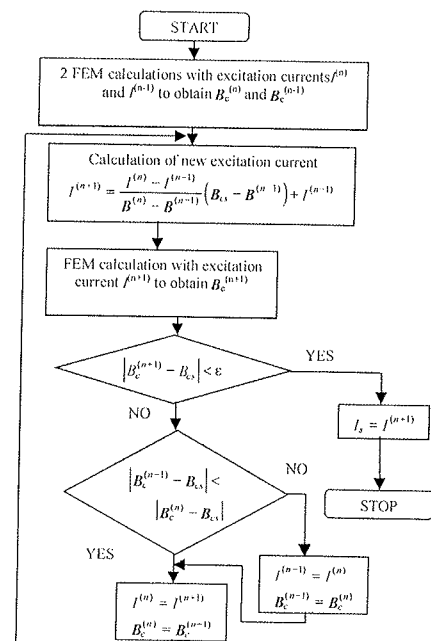 START
2 FEM calculations with excitation currents I^(n)
and I^(n-1) to obtain B_c^(n) and B_c^(n-1)
Calculation of new excitation current
I^(n+1) = (I^(n) - I^(n-1)) / (B^(n) - B^(n-1)) (B_cs - B^(n-1)) + I^(n-1)
FEM calculation with excitation
current I^(n+1) to obtain B_c^(n+1)
|B_c^(n+1) - B_cs| < ε
YES
I_s = I^(n+1)
STOP
NO
|B_c^(n-1) - B_cs| <
|B_c^(n) - B_cs|
NO
I^(n-1) = I^(n)
B_c^(n-1) = B_c^(n)
YES
I^(n) = I^(n+1)
B_c^(n) = B_c^(n+1)